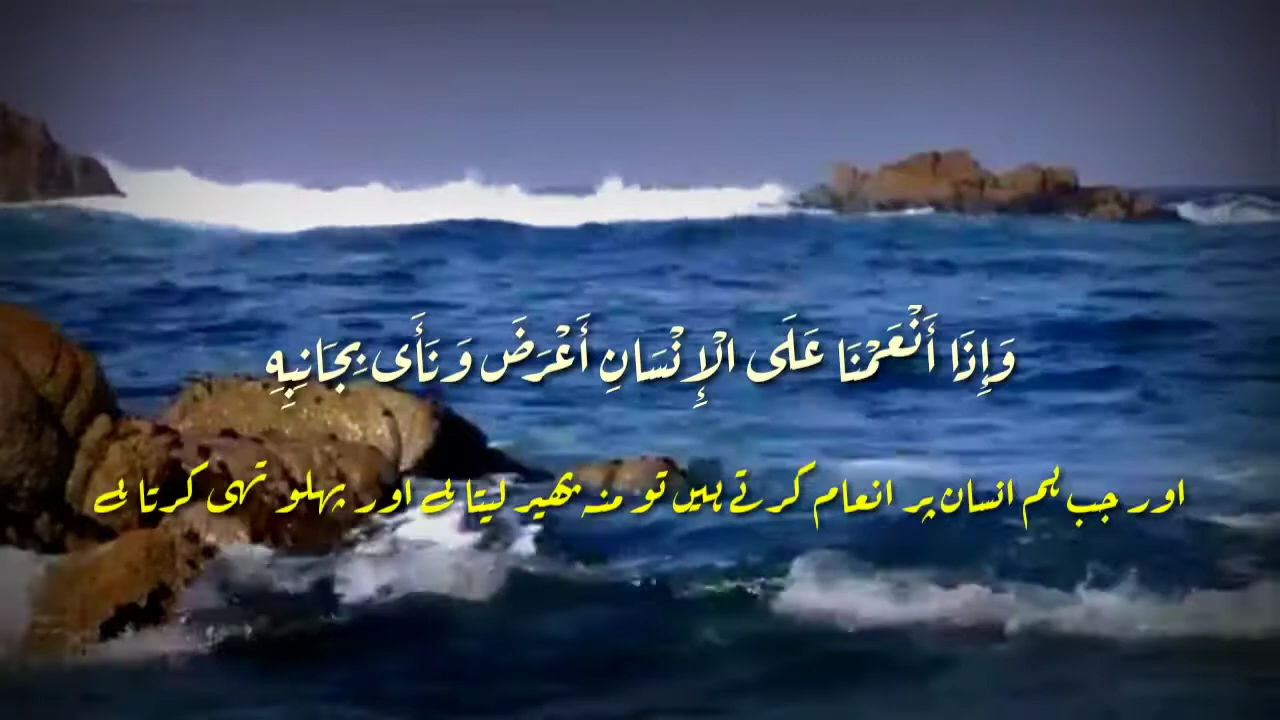 وَإِذَا أَنْعَمْنَا عَلَى الْإِنْسَانِ أَعْرَضَ وَنَأَى بِجَانِبِهِ
اور جب ہم انسان پر انعام کرتے ہیں تو منہ پھیر لیتا ہے اور پہلو تہی کرتا ہے